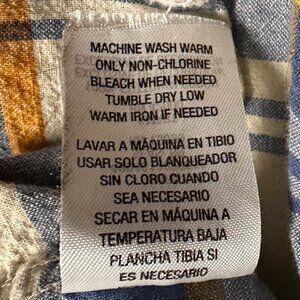 MACHINE WASH WARM
ONLY NON-CHLORINE
BLEACH WHEN NEEDED
TUMBLE DRY LOW
WARM IRON IF NEEDED
LAVAR A MÁQUINA EN TIBIO
USAR SOLO BLANQUEADOR
SIN CLORO CUANDO
SEA NECESARIO
SECAR EN MÁQUINA A
TEMPERATURA BAJA
PLANCHA TIBIA SI
ES NECESARIO